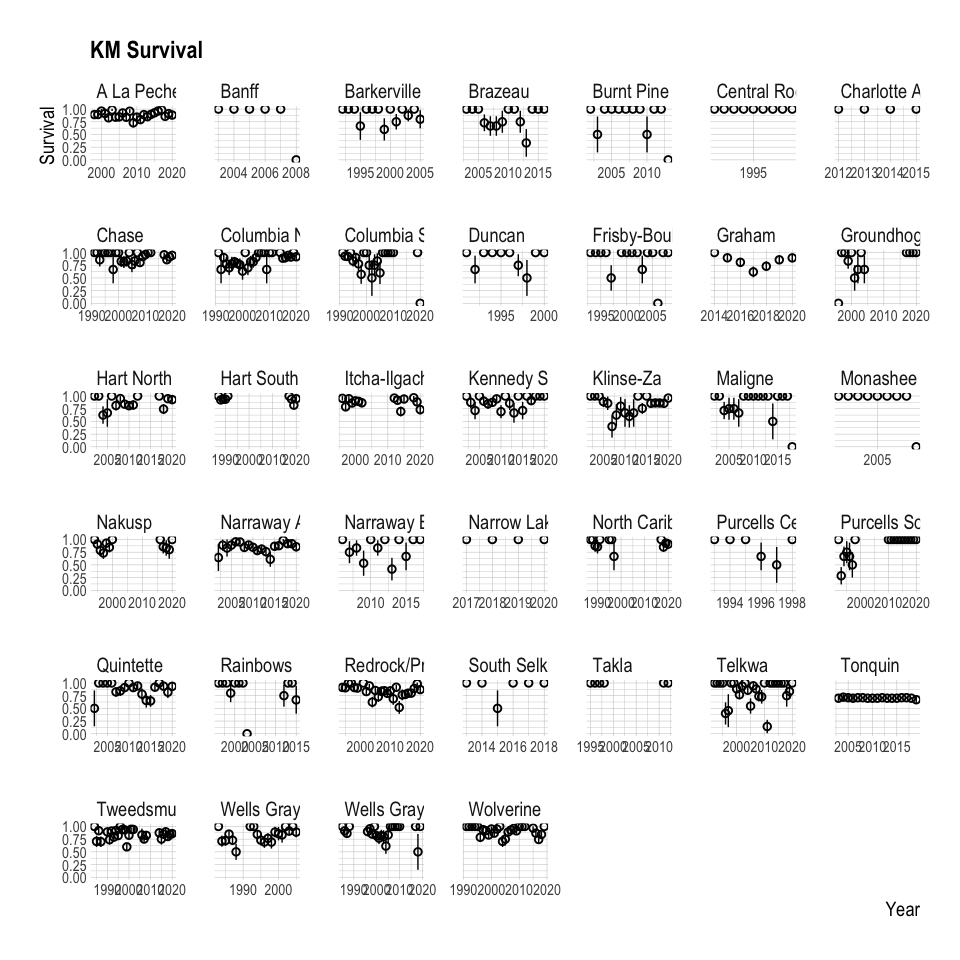 KM Survival
A La Peche Banff Barkerville Brazeau Burnt Pine Central Ro Charlotte A
Survival
1.00
0.75
0.50
0.25
0.00
2000 2010 2020 2004 2006 2008 1995 2000 2005 2005 2010 2015 2005 2010 1995 2012 2013 2014 2015
Chase Columbia N Columbia S Duncan Frisby-Boul Graham Groundhog
1.00
0.75
0.50
0.25
0.00
1990 2000 2010 2020 1990 2000 2010 2020 1990 2000 2010 2020 1995 2000 1995 2000 2005 2014 2016 2018 2020 2000 2010 2020
Hart North Hart South Itcha-Ilgach Kennedy S Klinse-Za Maligne Monashee
1.00
0.75
0.50
0.25
0.00
2005 2010 2015 2020 1990 2000 2010 2020 2000 2010 2020 2005 2010 2015 2020 2005 2010 2015 2020 2005 2010 2015 2005
Nakusp Narraway A Narraway B Narrow Lak North Carib Purcells Ce Purcells So
1.00
0.75
0.50
0.25
0.00
2000 2010 2020 2005 2010 2015 2020 2010 2015 2017 2018 2019 2020 1990 2000 2010 2020 1994 1996 1998 2000 2010 2020
Quintette Rainbows Redrock/Pr South Selk Takla Telkwa Tonquin
1.00
0.75
0.50
0.25
0.00
2005 2010 2015 2020 2000 2005 2010 2015 2000 2010 2020 2014 2016 2018 1995 2000 2005 2010 2000 2010 2020 2005 2010 2015
Tweedsmu Wells Gray Wells Gray Wolverine
1.00
0.75
0.50
0.25
0.00
1990 2000 2010 2020 1990 2000 1990 2000 2010 2020 1990 2000 2010 2020
Year